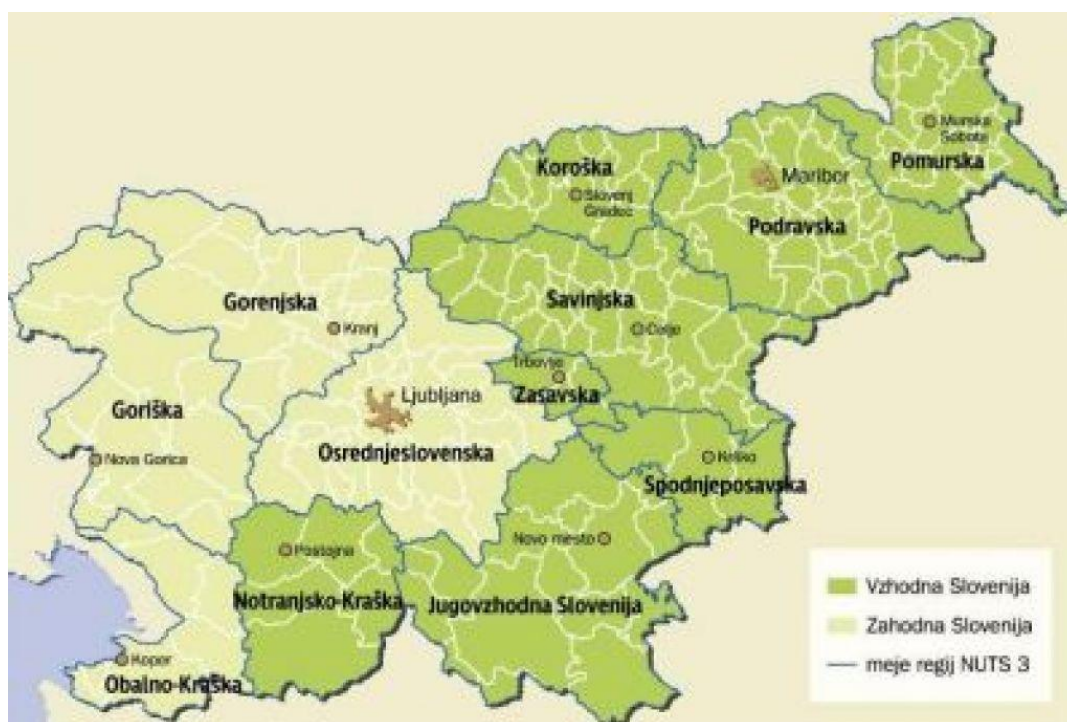 Murska
Sobota
Pomurska
Koroška
Slovenj
Gradec
Maribor
Podravska
Gorenjska
Kranj
Savinjska
Celje
Trbovlje
Zasavska
Ljubljana
Goriška
Osrednjeslovenska
Nova Gorica
Krško
Spodnjeposavska
Novo mesto
Postojna
Notranjsko-Kraška
Jugovzhodna Slovenija
Koper
Obalno-Kraška
Vzhodna Slovenija
Zahodna Slovenija
meje regij NUTS 3